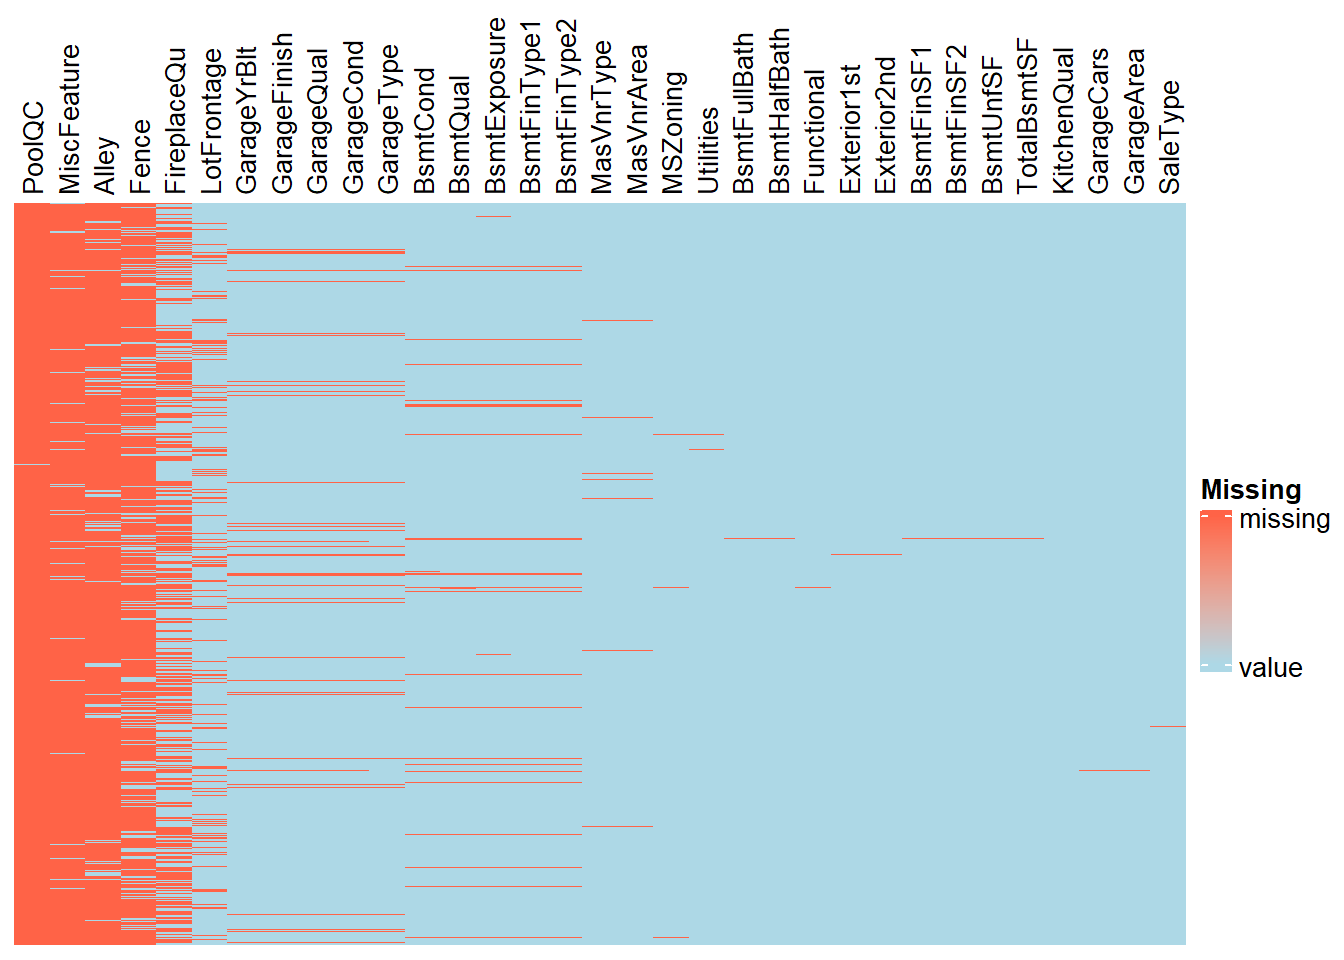 PoolQC
MiscFeature
Alley
Fence
FireplaceQu
LotFrontage
GarageYrBlt
GarageFinish
GarageQual
GarageCond
GarageType
BsmtCond
BsmtQual
BsmtExposure
BsmtFinType1
BsmtFinType2
MasVnrType
MasVnrArea
MSZoning
Utilities
BsmtFullBath
BsmtHalfBath
Functional
Exterior1st
Exterior2nd
BsmtFinSF1
BsmtFinSF2
BsmtUnfSF
TotalBsmtSF
KitchenQual
GarageCars
GarageArea
SaleType
Missing
missing
value